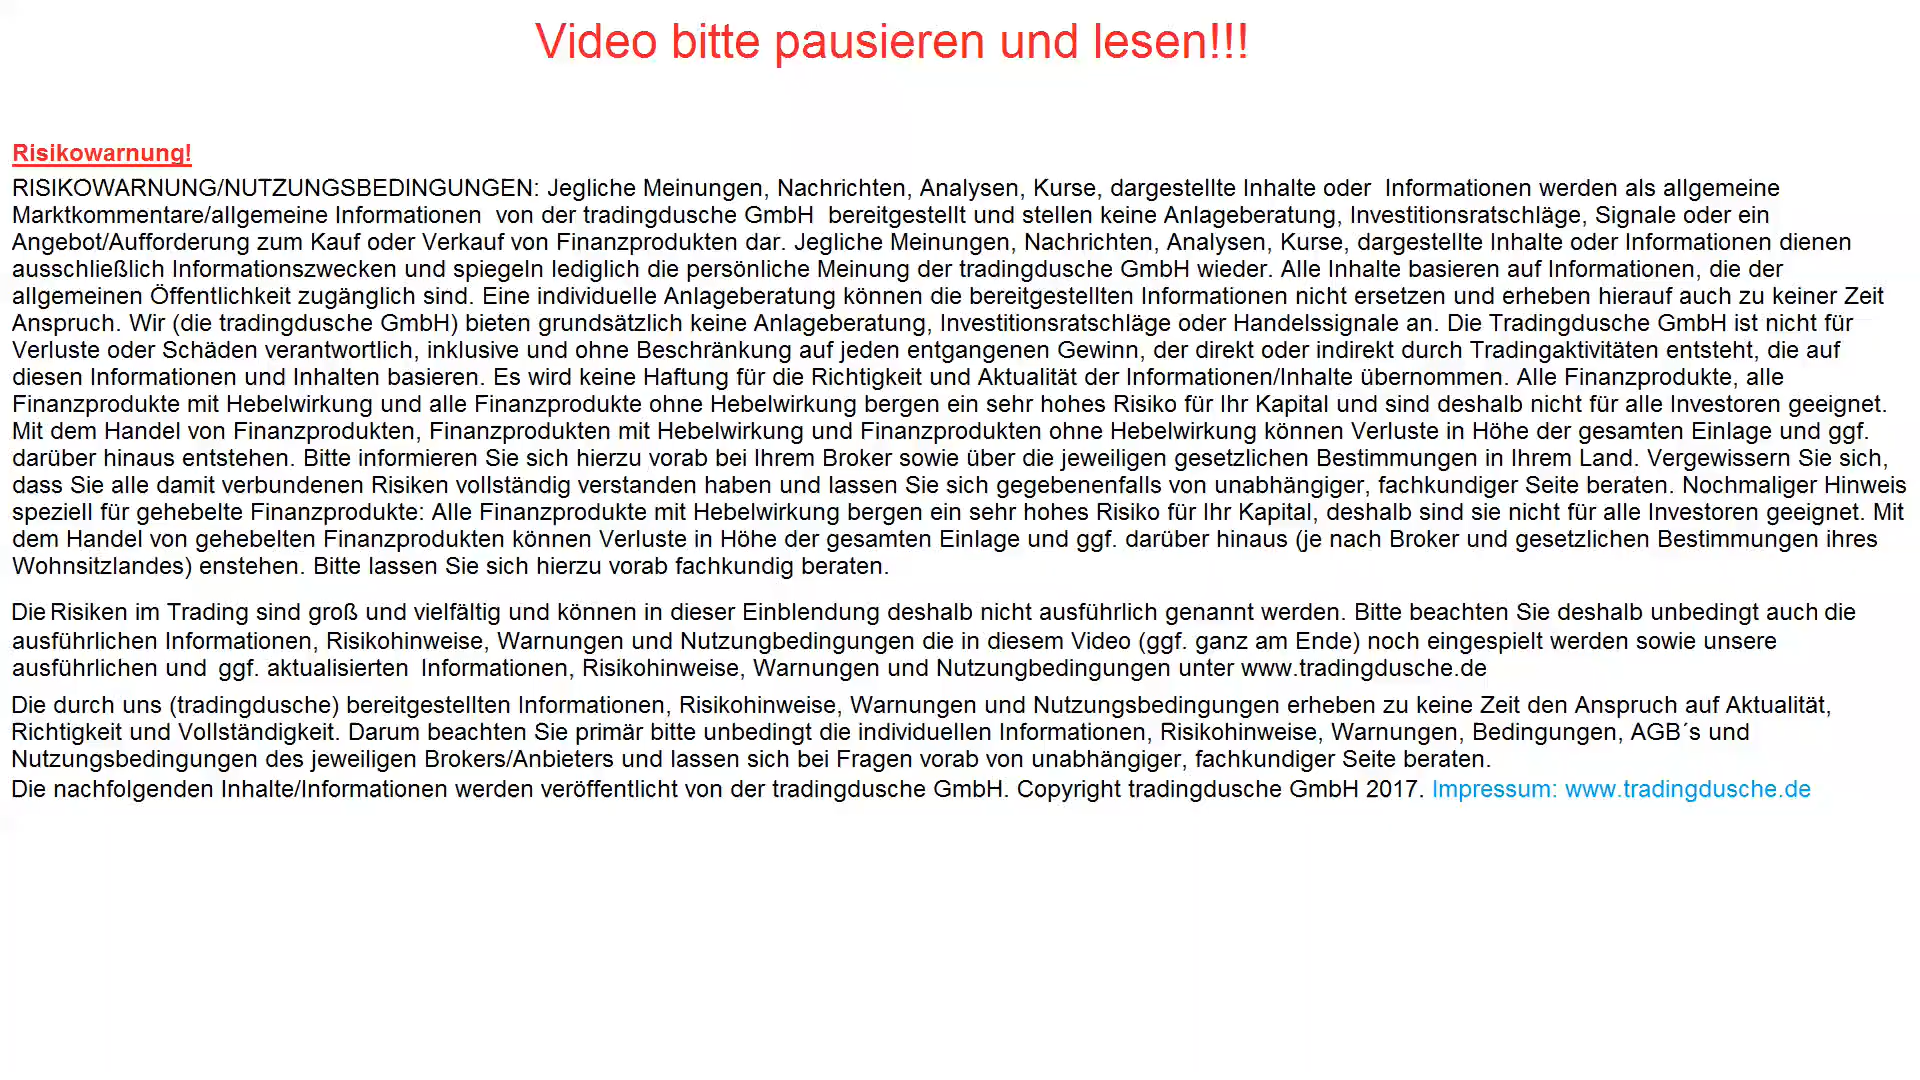 Video bitte pausieren und lesen!!!
Risikowarnung!
RISIKOWARNUNG/NUTZUNGSBEDINGUNGEN: Jegliche Meinungen, Nachrichten, Analysen, Kurse, dargestellte Inhalte oder  Informationen werden als allgemeine
Marktkommentare/allgemeine Informationen  von der tradingdusche GmbH  bereitgestellt und stellen keine Anlageberatung, Investitionsratschläge, Signale oder ein
Angebot/Aufforderung zum Kauf oder Verkauf von Finanzprodukten dar. Jegliche Meinungen, Nachrichten, Analysen, Kurse, dargestellte Inhalte oder Informationen dienen
ausschließlich Informationszwecken und spiegeln lediglich die persönliche Meinung der tradingdusche GmbH wieder. Alle Inhalte basieren auf Informationen, die der
allgemeinen Öffentlichkeit zugänglich sind. Eine individuelle Anlageberatung können die bereitgestellten Informationen nicht ersetzen und erheben hierauf auch zu keiner Zeit
Anspruch. Wir (die tradingdusche GmbH) bieten grundsätzlich keine Anlageberatung, Investitionsratschläge oder Handelssignale an. Die Tradingdusche GmbH ist nicht für
Verluste oder Schäden verantwortlich, inklusive und ohne Beschränkung auf jeden entgangenen Gewinn, der direkt oder indirekt durch Tradingaktivitäten entsteht, die auf
diesen Informationen und Inhalten basieren. Es wird keine Haftung für die Richtigkeit und Aktualität der Informationen/Inhalte übernommen. Alle Finanzprodukte, alle
Finanzprodukte mit Hebelwirkung und alle Finanzprodukte ohne Hebelwirkung bergen ein sehr hohes Risiko für Ihr Kapital und sind deshalb nicht für alle Investoren geeignet.
Mit dem Handel von Finanzprodukten, Finanzprodukten mit Hebelwirkung und Finanzprodukten ohne Hebelwirkung können Verluste in Höhe der gesamten Einlage und ggf.
darüber hinaus entstehen. Bitte informieren Sie sich hierzu vorab bei Ihrem Broker sowie über die jeweiligen gesetzlichen Bestimmungen in Ihrem Land. Vergewissern Sie sich,
dass Sie alle damit verbundenen Risiken vollständig verstanden haben und lassen Sie sich gegebenenfalls von unabhängiger, fachkundiger Seite beraten. Nochmaliger Hinweis
speziell für gehebelte Finanzprodukte: Alle Finanzprodukte mit Hebelwirkung bergen ein sehr hohes Risiko für Ihr Kapital, deshalb sind sie nicht für alle Investoren geeignet. Mit
dem Handel von gehebelten Finanzprodukten können Verluste in Höhe der gesamten Einlage und ggf. darüber hinaus (je nach Broker und gesetzlichen Bestimmungen ihres
Wohnsitzlandes) enstehen. Bitte lassen Sie sich hierzu vorab fachkundig beraten.
Die Risiken im Trading sind groß und vielfältig und können in dieser Einblendung deshalb nicht ausführlich genannt werden. Bitte beachten Sie deshalb unbedingt auch die
ausführlichen Informationen, Risikohinweise, Warnungen und Nutzungbedingungen die in diesem Video (ggf. ganz am Ende) noch eingespielt werden sowie unsere
ausführlichen und  ggf. aktualisierten  Informationen, Risikohinweise, Warnungen und Nutzungbedingungen unter www.tradingdusche.de
Die durch uns (tradingdusche) bereitgestellten Informationen, Risikohinweise, Warnungen und Nutzungsbedingungen erheben zu keine Zeit den Anspruch auf Aktualität,
Richtigkeit und Vollständigkeit. Darum beachten Sie primär bitte unbedingt die individuellen Informationen, Risikohinweise, Warnungen, Bedingungen, AGB´s und
Nutzungsbedingungen des jeweiligen Brokers/Anbieters und lassen sich bei Fragen vorab von unabhängiger, fachkundiger Seite beraten.
Die nachfolgenden Inhalte/Informationen werden veröffentlicht von der tradingdusche GmbH. Copyright tradingdusche GmbH 2017. Impressum: www.tradingdusche.de